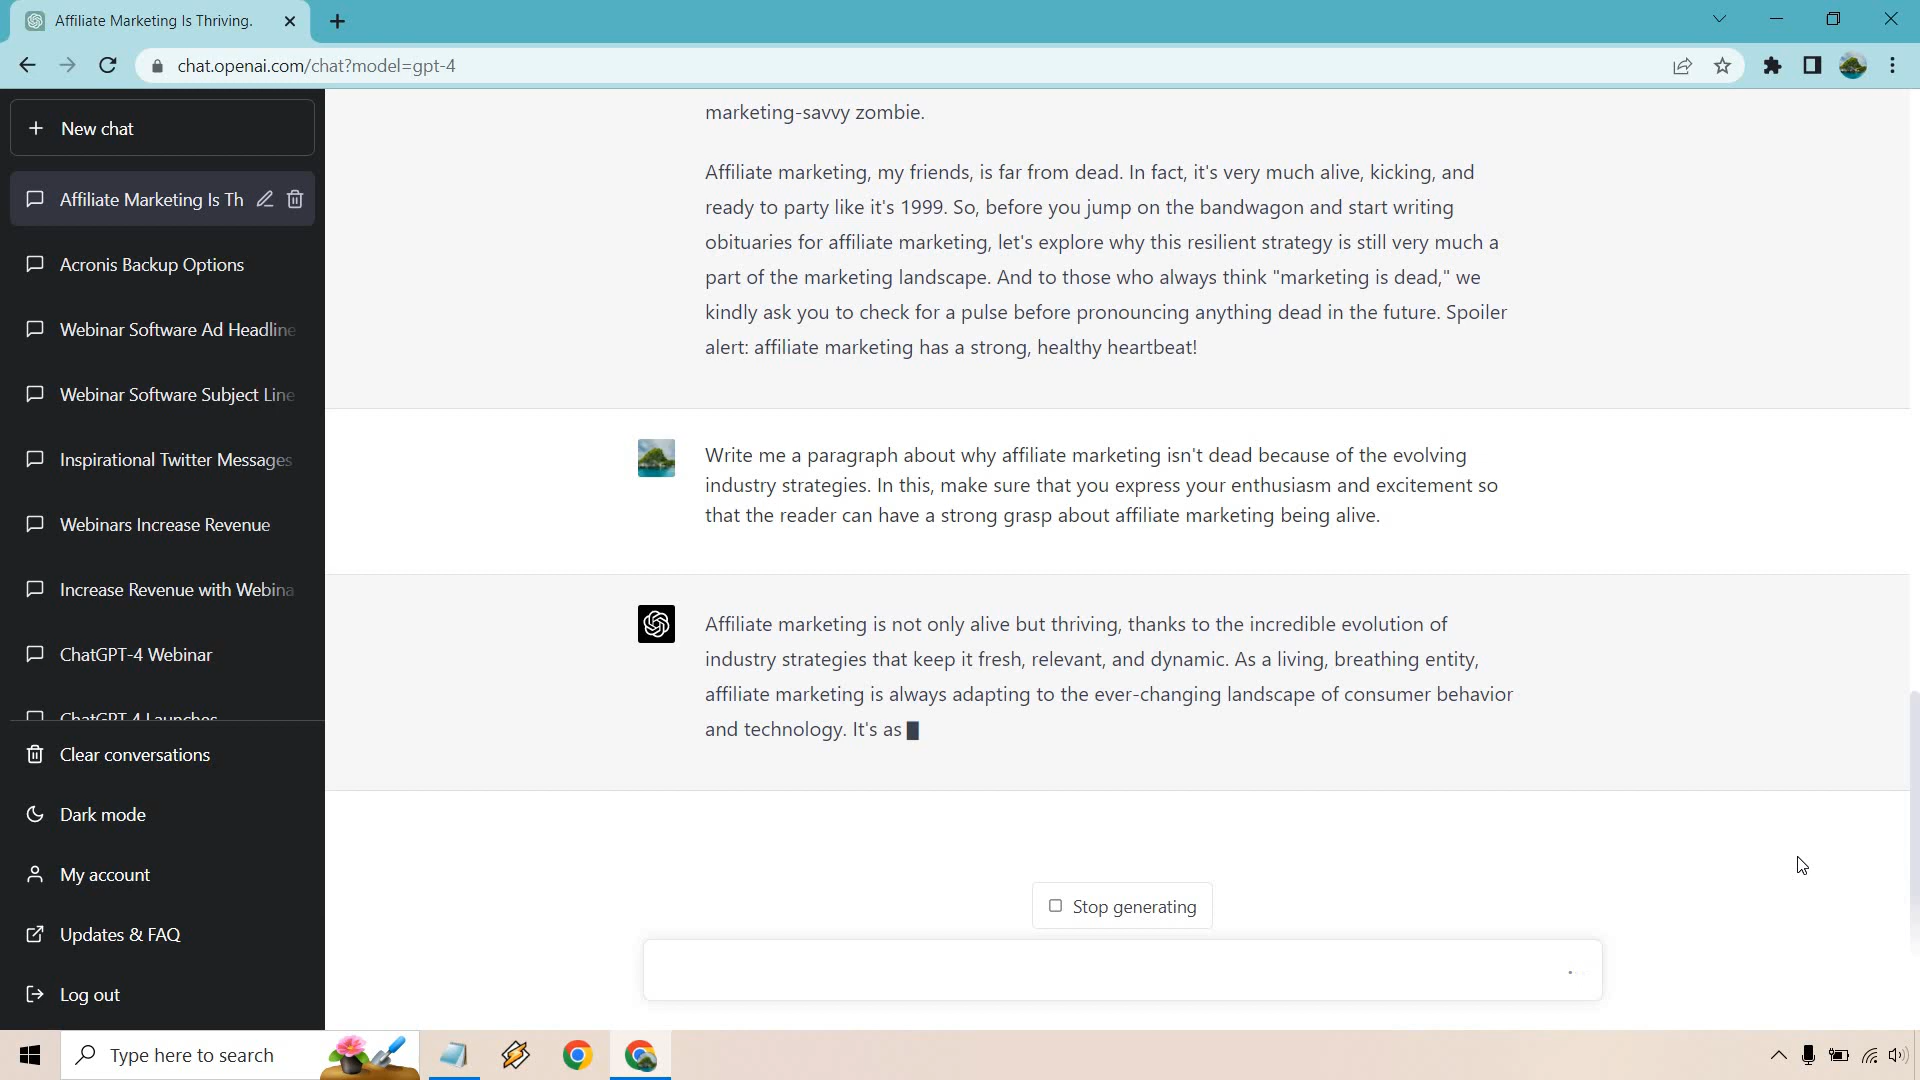 Affiliate Marketing Is Thriving.
chat.openai.com/chat?model=gpt-4
New chat
Affiliate Marketing Is Th
Acronis Backup Options
Webinar Software Ad Headline
Webinar Software Subject Line
Inspirational Twitter Messages
Webinars Increase Revenue
Increase Revenue with Webina
ChatGPT-4 Webinar
ChatGPT-4 Launches
Clear conversations
Dark mode
My account
Updates & FAQ
Log out
marketing-savvy zombie.
Affiliate marketing, my friends, is far from dead. In fact, it's very much alive, kicking, and
ready to party like it's 1999. So, before you jump on the bandwagon and start writing
obituaries for affiliate marketing, let's explore why this resilient strategy is still very much a
part of the marketing landscape. And to those who always think "marketing is dead," we
kindly ask you to check for a pulse before pronouncing anything dead in the future. Spoiler
alert: affiliate marketing has a strong, healthy heartbeat!
Write me a paragraph about why affiliate marketing isn't dead because of the evolving
industry strategies. In this, make sure that you express your enthusiasm and excitement so
that the reader can have a strong grasp about affiliate marketing being alive.
Affiliate marketing is not only alive but thriving, thanks to the incredible evolution of
industry strategies that keep it fresh, relevant, and dynamic. As a living, breathing entity,
affiliate marketing is always adapting to the ever-changing landscape of consumer behavior
and technology. It's as
Stop generating
Type here to search